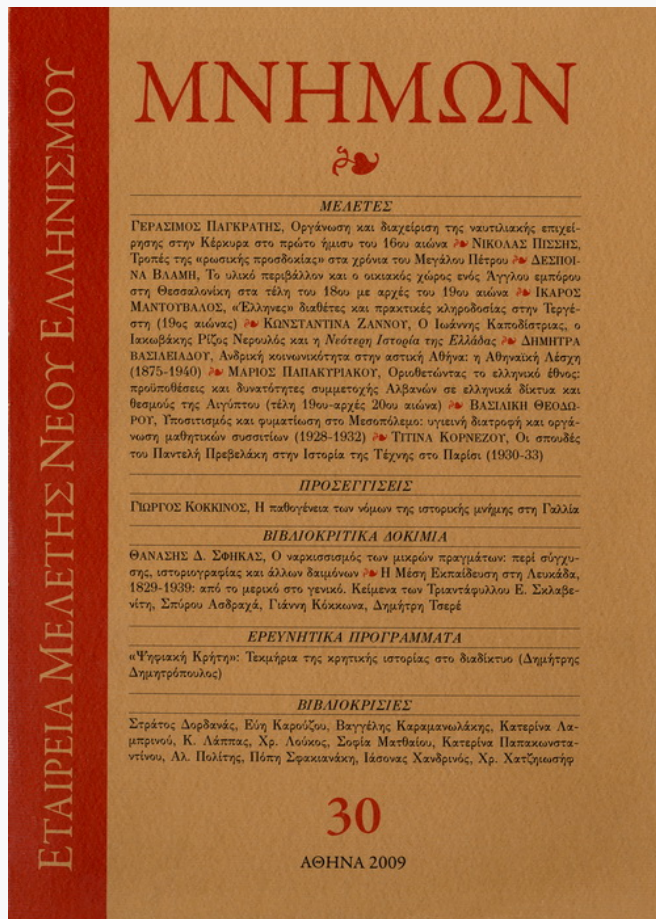 ΕΤΑΙΡΕΙΑ ΜΕΛΕΤΗΣ ΝΕΟΥ ΕΛΛΗΝΙΣΜΟΥ
ΜΝΗΜΩΝ
ΜΕΛΕΤΕΣ
ΓΕΡΑΣΙΜΟΣ ΠΑΓΚΡΑΤΗΣ, Οργάνωση και διαχείριση της ναυτιλιακής επιχεί-
ρησης στην Κέρκυρα στο πρώτο ήμισυ του 16ου αιώνα ΝΙΚΟΛΑΣ ΠΙΣΣΗΣ,
Τροπές της «ρωσικής προσδοκίας» στα χρόνια του Μεγάλου Πέτρου ΔΕΣΠΟΙ-
ΝΑ ΒΛΑΜΗ, Το υλικό περιβάλλον και ο οικιακός χώρος ενός Άγγλου εμπόρου
στη Θεσσαλονίκη στα τέλη του 18ου με αρχές του 19ου αιώνα ΙΚΑΡΟΣ
ΜΑΝΤΟΥΒΑΛΟΣ, «Έλληνες» διαθέτες και πρακτικές κληροδοσίας στην Τεργέ-
στη (19ος αιώνας) ΚΩΝΣΤΑΝΤΙΝΑ ΖΑΝΝΟΥ, Ο Ιωάννης Καποδίστριας, ο
Ιακωβάκης Ρίζος Νερουλός και η Νεότερη Ιστορία της Ελλάδας ΔΗΜΗΤΡΑ
ΒΑΣΙΛΕΙΑΔΟΥ, Ανδρική κοινωνικότητα στην αστική Αθήνα: η Αθηναϊκή Λέσχη
(1875-1940) ΜΑΡΙΟΣ ΠΑΠΑΚΥΡΙΑΚΟΥ, Οριοθετώντας το ελληνικό έθνος:
προϋποθέσεις και δυνατότητες συμμετοχής Αλβανών σε ελληνικά δίκτυα και
θεσμούς της Αιγύπτου (τέλη 19ου-αρχές 20ου αιώνα) ΒΑΣΙΛΙΚΗ ΘΕΟΔΩ-
ΡΟΥ, Υποσιτισμός και φυματίωση στο Μεσοπόλεμο: υγιεινή διατροφή και οργά-
νωση μαθητικών συσσιτίων (1928-1932) ΤΙΤΙΝΑ ΚΟΡΝΕΖΟΥ, Οι σπουδές
του Παντελή Πρεβελάκη στην Ιστορία της Τέχνης στο Παρίσι (1930-33)
ΠΡΟΣΕΓΓΙΣΕΙΣ
ΓΙΩΡΓΟΣ ΚΟΚΚΙΝΟΣ, Η παθογένεια των νόμων της ιστορικής μνήμης στη Γαλλία
ΒΙΒΛΙΟΚΡΙΤΙΚΑ ΔΟΚΙΜΙΑ
ΘΑΝΑΣΗΣ Δ. ΣΦΗΚΑΣ, Ο ναρκισσισμός των μικρών πραγμάτων: περί σύγχυ-
σης, ιστοριογραφίας και άλλων δαιμόνων Η Μέση Εκπαίδευση στη Λευκάδα,
1829-1939: από το μερικό στο γενικό. Κείμενα των Τριαντάφυλλου Ε. Σκλαβε-
νίτη, Σπύρου Ασδραχά, Γιάννη Κόκκωνα, Δημήτρη Τσερέ
ΕΡΕΥΝΗΤΙΚΑ ΠΡΟΓΡΑΜΜΑΤΑ
«Ψηφιακή Κρήτη»: Τεκμήρια της κρητικής ιστορίας στο διαδίκτυο (Δημήτρης
Δημητρόπουλος)
ΒΙΒΛΙΟΚΡΙΣΙΕΣ
Στράτος Δορδανάς, Εύη Καρούζου, Βαγγέλης Καραμανωλάκης, Κατερίνα Λα-
μπρινού, Κ. Λάππας, Χρ. Λούκος, Σοφία Ματθαίου, Κατερίνα Παπακωνστα-
ντίνου, Αλ. Πολίτης, Πόπη Σφακιανάκη, Ιάσονας Χανδρινός, Χρ. Χατζηιωσήφ
30
ΑΘΗΝΑ 2009